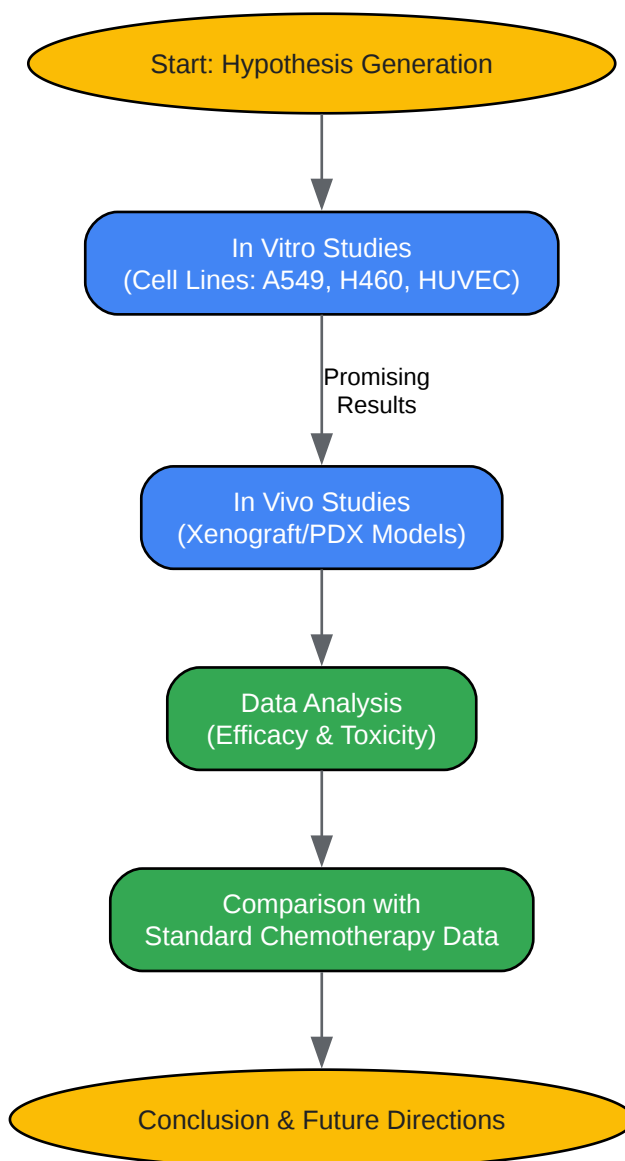 Start: Hypothesis Generation
In Vitro Studies
(Cell Lines: A549, H460, HUVEC)
Promising
Results
In Vivo Studies
(Xenograft/PDX Models)
Data Analysis
(Efficacy & Toxicity)
Comparison with
Standard Chemotherapy Data
Conclusion & Future Directions